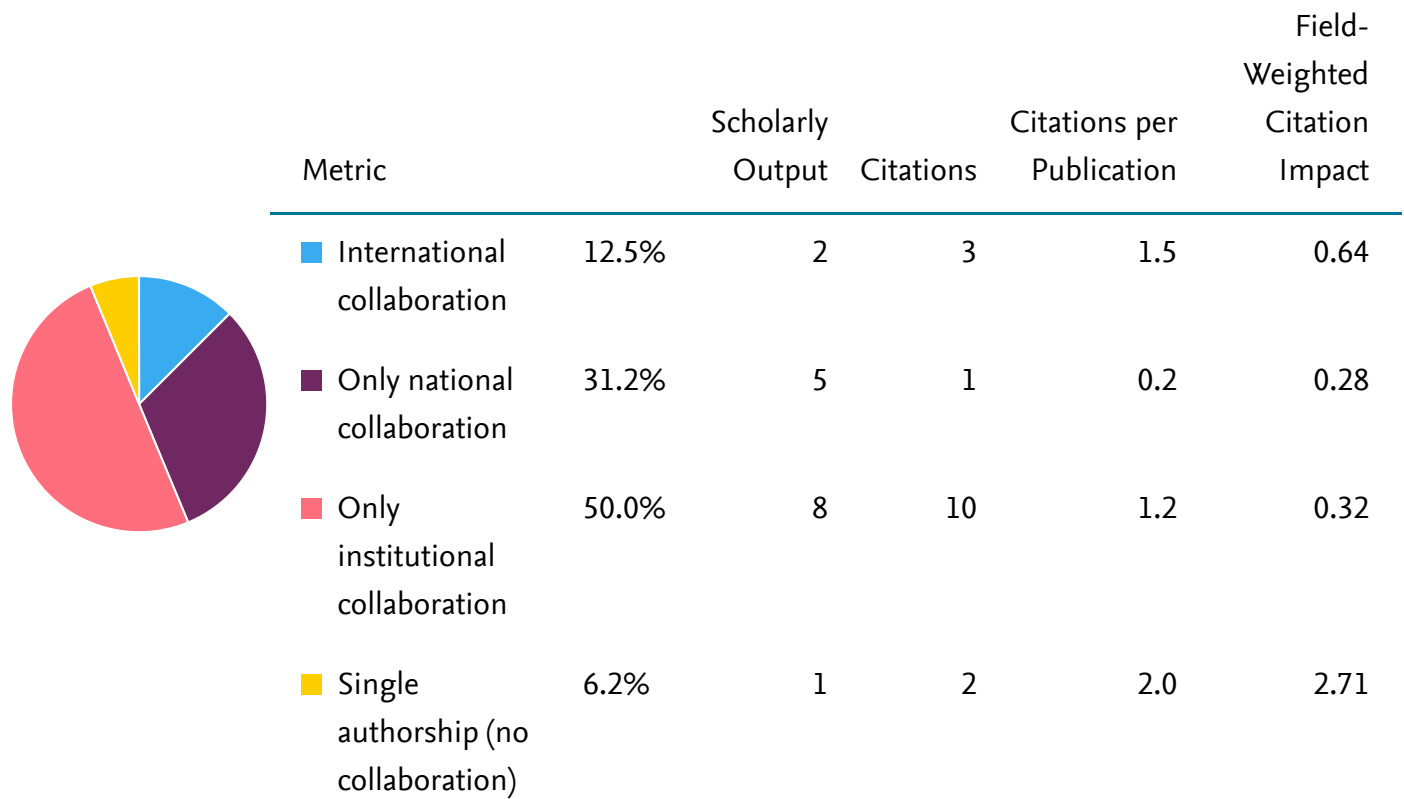 Field-
Weighted
Scholarly Citations per Citation
Metric Output Citations Publication Impact
International 12.5% 2 3 1.5 0.64
collaboration
Only national 31.2% 5 1 0.2 0.28
collaboration
Only 50.0% 8 10 1.2 0.32
institutional
collaboration
Single 6.2% 1 2 2.0 2.71
authorship (no
collaboration)